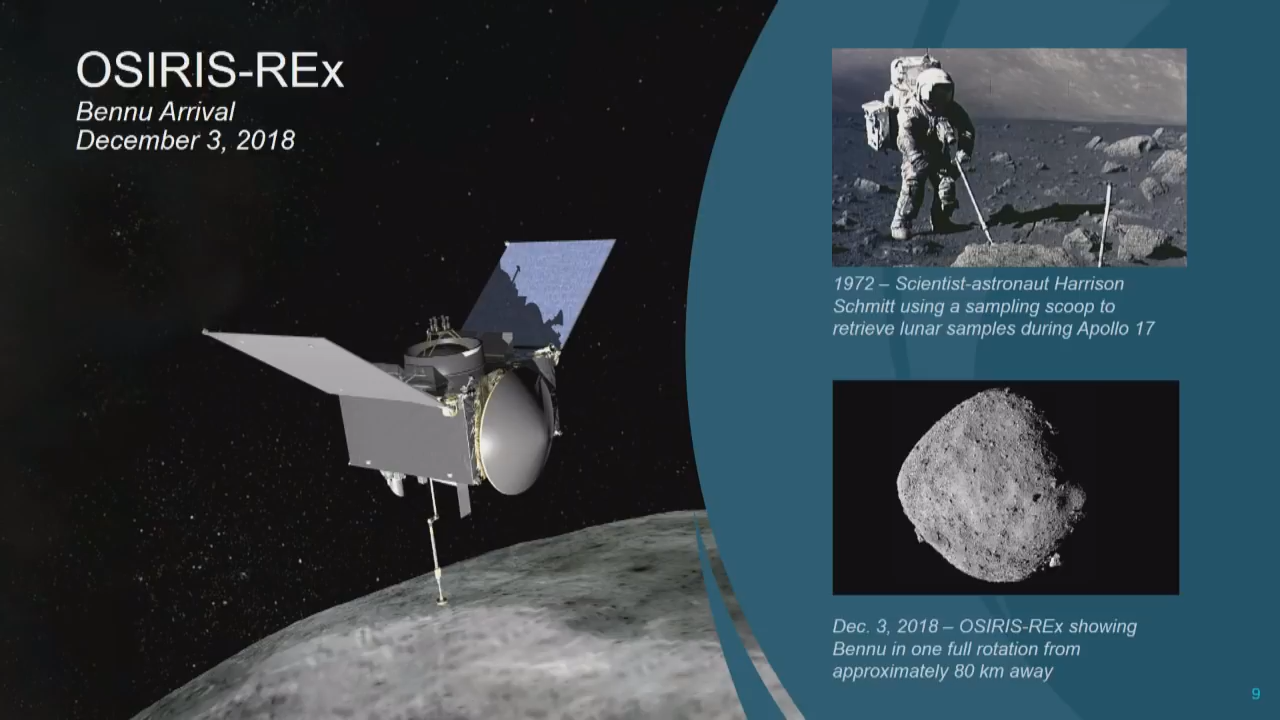 OSIRIS-REx
Bennu Arrival
December 3, 2018
1972 – Scientist-astronaut Harrison
Schmitt using a sampling scoop to
retrieve lunar samples during Apollo 17
Dec. 3, 2018 – OSIRIS-REx showing
Bennu in one full rotation from
approximately 80 km away
9